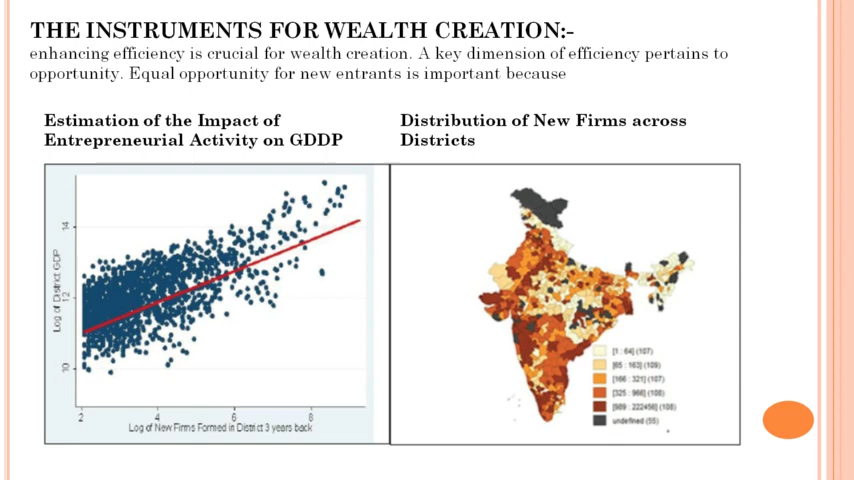 THE INSTRUMENTS FOR WEALTH CREATION:-
enhancing efficiency is crucial for wealth creation. A key dimension of efficiency pertains to
opportunity. Equal opportunity for new entrants is important because
Estimation of the Impact of
Entrepreneurial Activity on GDDP
Distribution of New Firms across
Districts
Log of District GDP
14
12
10
2 4 6 8
Log of New Firms Formed in District 3 years back
[1 : 64] (107)
[65 : 163] (109)
[166 : 321] (107)
[325 : 966] (108)
[989 : 222456] (108)
undefined (55)